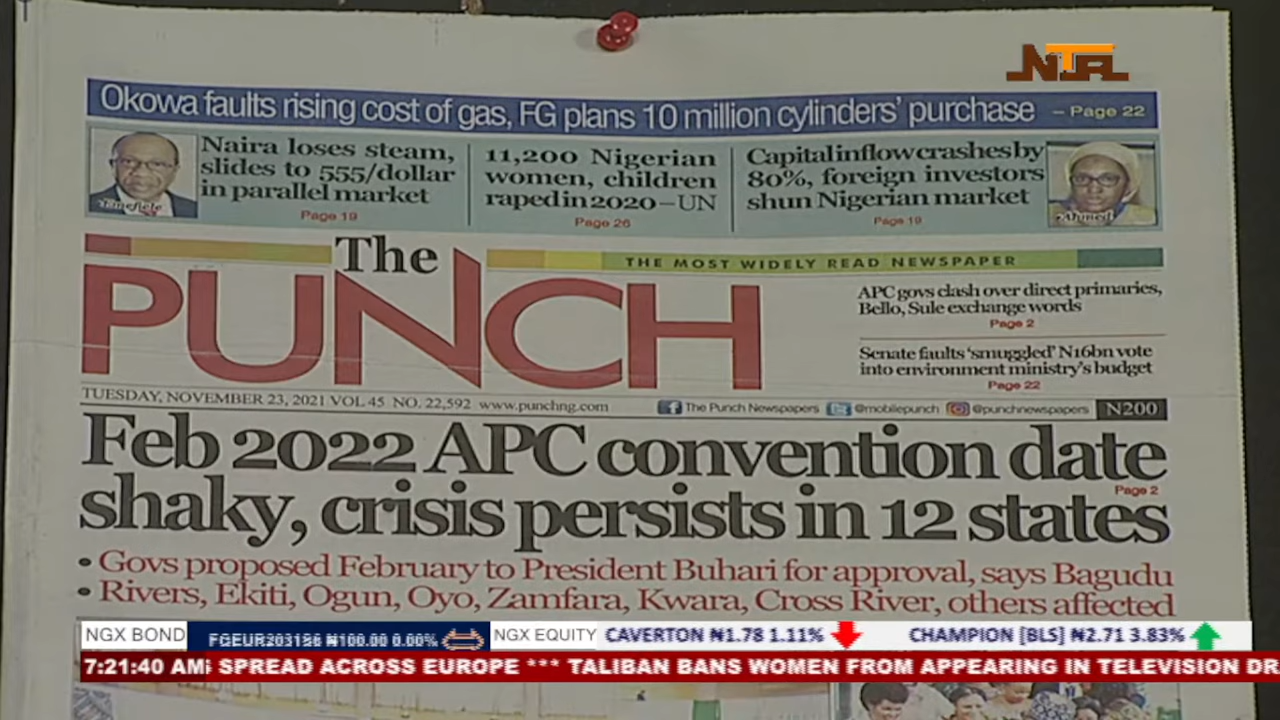 NTA
Okowa faults rising cost of gas, FG plans 10 million cylinders' purchase – Page 22
Naira loses steam,
slides to 555/dollar
in parallel market
Page 19
Emefiele
11,200 Nigerian
women, children
raped in 2020 – UN
Page 26
Capital inflow crashes by
80%, foreign investors
shun Nigerian market
Page 19
Ahmed
The
PUNCH
THE MOST WIDELY READ NEWSPAPER
APC govs clash over direct primaries,
Bello, Sule exchange words
Page 2
Senate faults 'smuggled' N16bn vote
into environment ministry's budget
Page 22
TUESDAY, NOVEMBER 23, 2021 VOL 45 NO. 22,592 www.punchng.com
The Punch Newspapers @mobilepunch @punchnewspapers N200
Feb 2022 APC convention date
shaky, crisis persists in 12 states
Page 2
• Govs proposed February to President Buhari for approval, says Bagudu
• Rivers, Ekiti, Ogun, Oyo, Zamfara, Kwara, Cross River, others affected
NGX BOND FGEUR2031S6 ₦100.00 0.00% NGX EQUITY CAVERTON ₦1.78 1.11% CHAMPION [BLS] ₦2.71 3.83%
7:21:40 AM SPREAD ACROSS EUROPE *** TALIBAN BANS WOMEN FROM APPEARING IN TELEVISION DR